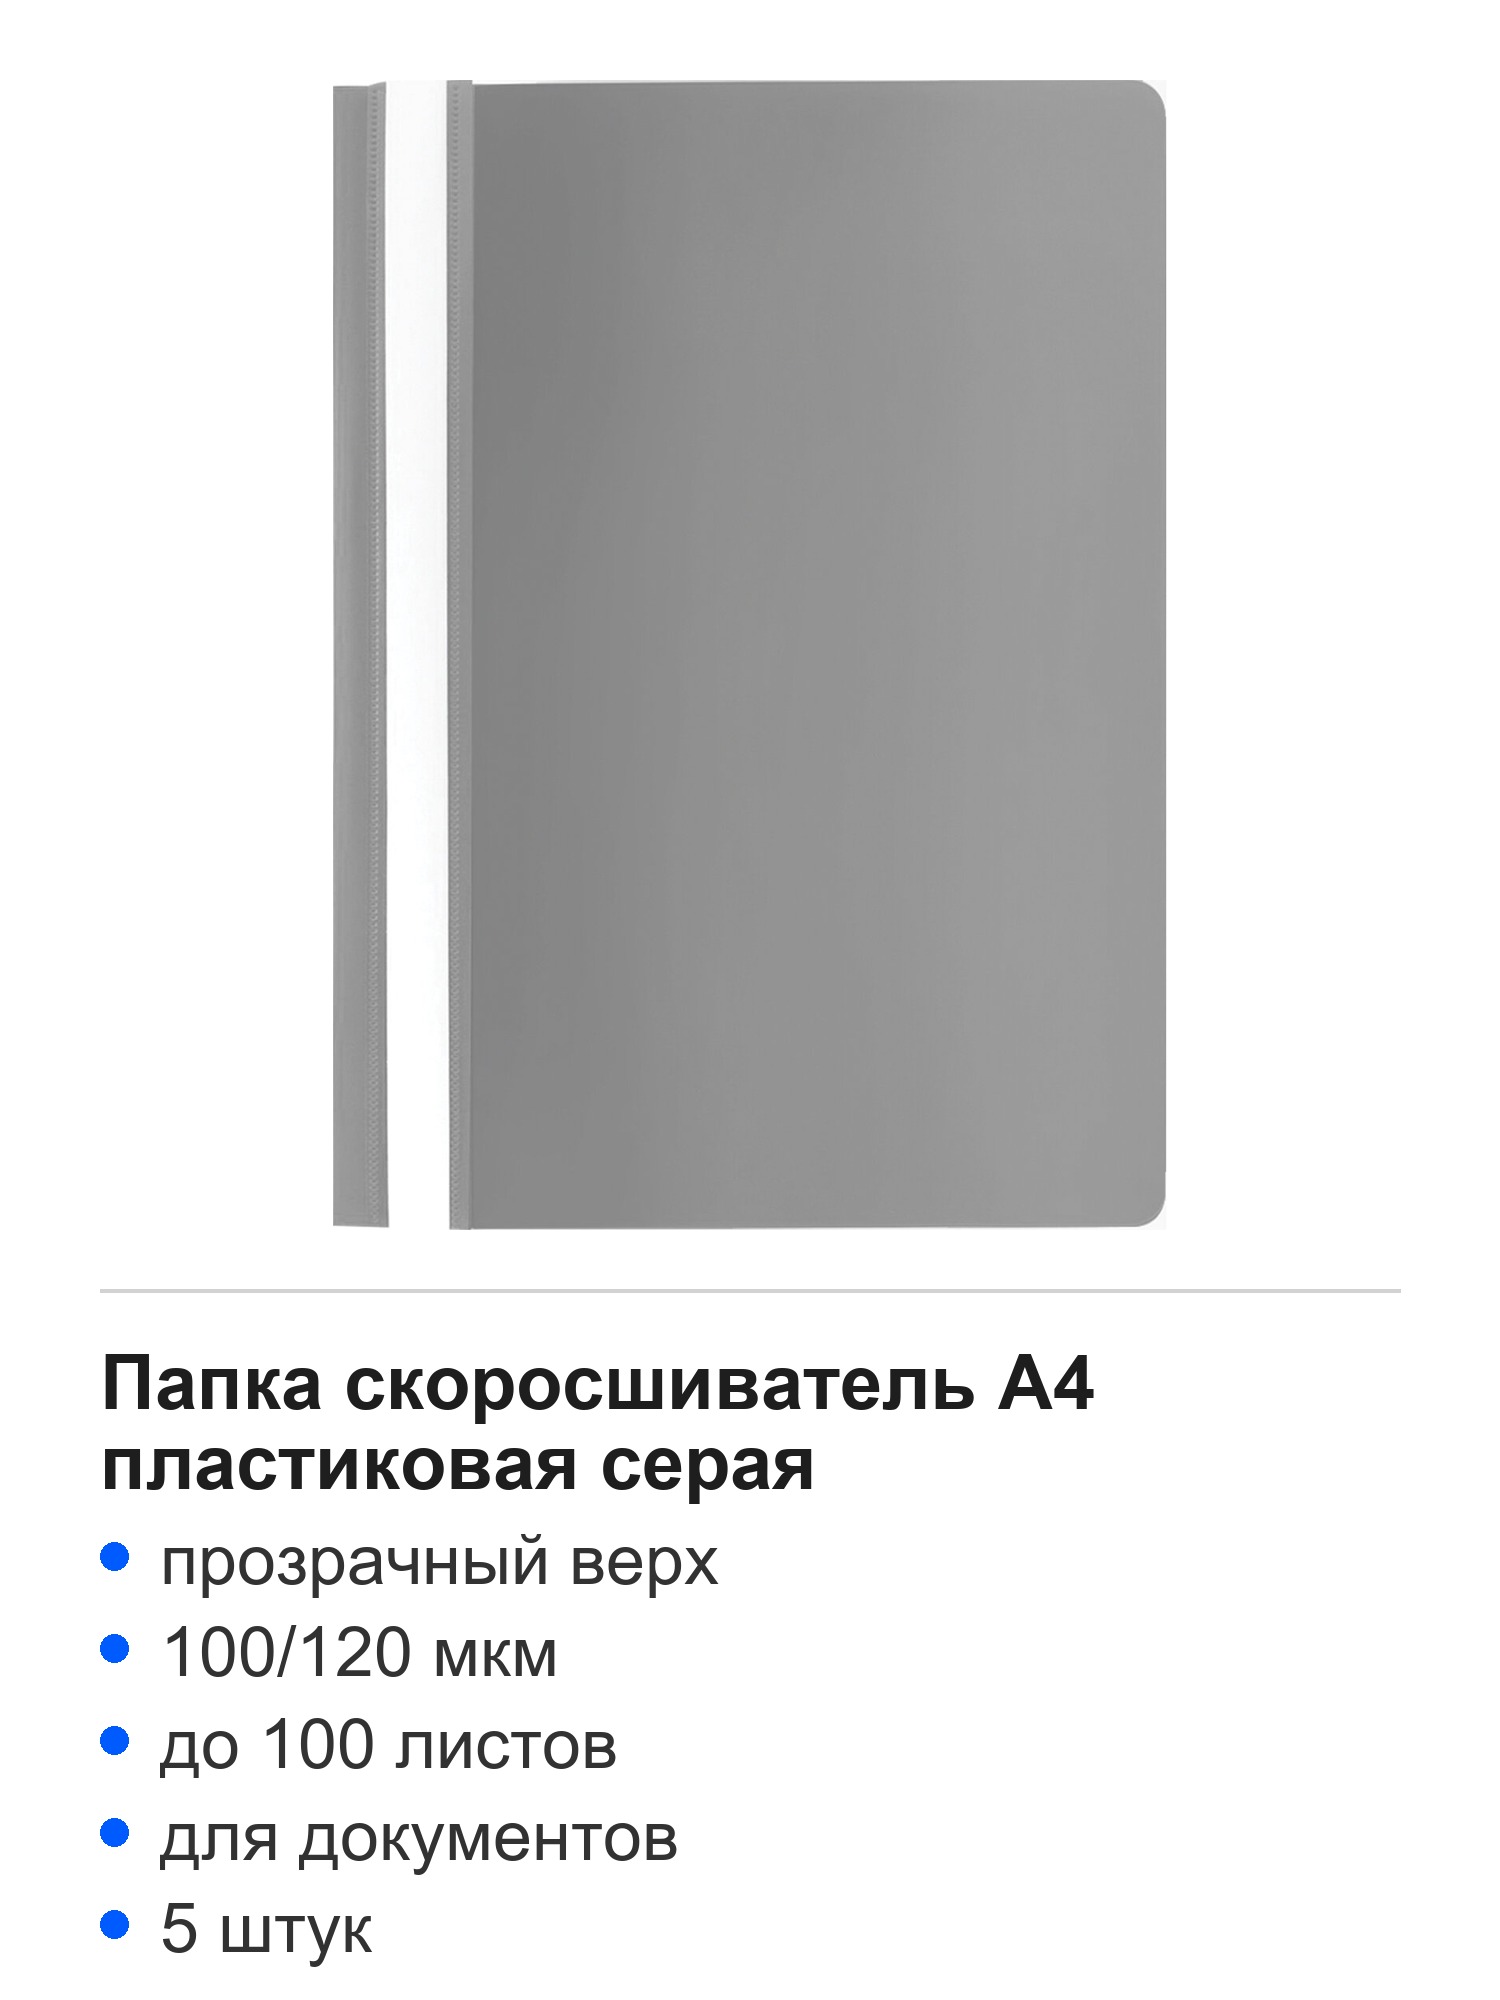 Папка скоросшиватель А4
пластиковая серая
прозрачный верх
100/120 мкм
до 100 листов
для документов
5 штук